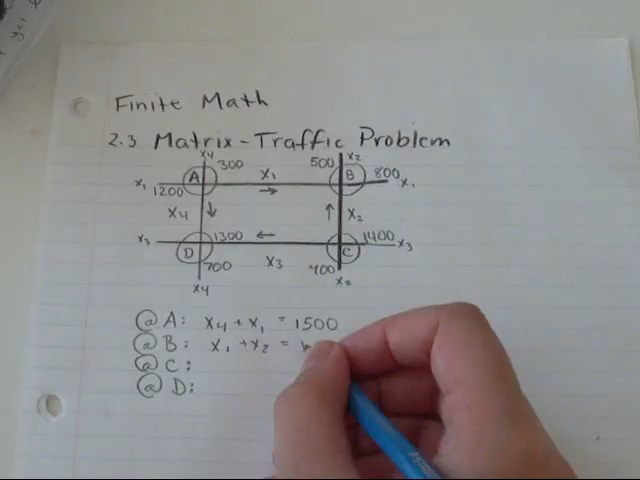 Finite Math
2.3 Matrix-Traffic Problem
x4 300 x1 500 x2
x1 A B 800 x1
1200
x4 x2
x3 D 1300 C 1400 x3
700 x3 400
x4 x2
@ A: x4 + x1 = 1500
@ B: x1 + x2 = 1
@ C:
@ D: